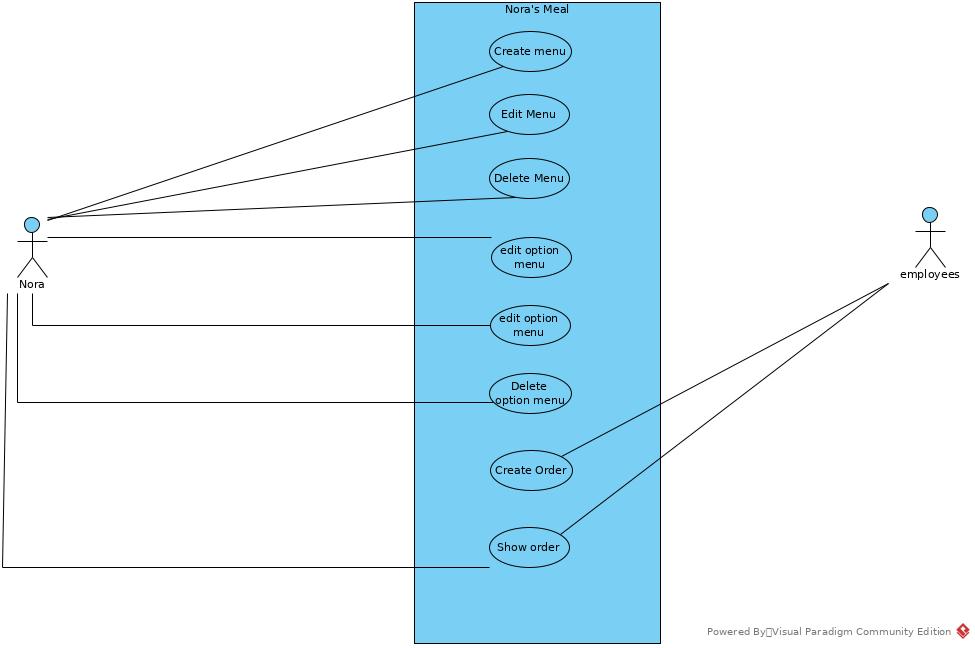 Nora's Meal
Create menu
Edit Menu
Delete Menu
edit option
menu
edit option
menu
Delete
option menu
Create Order
Show order
Nora
employees
Powered By Visual Paradigm Community Edition